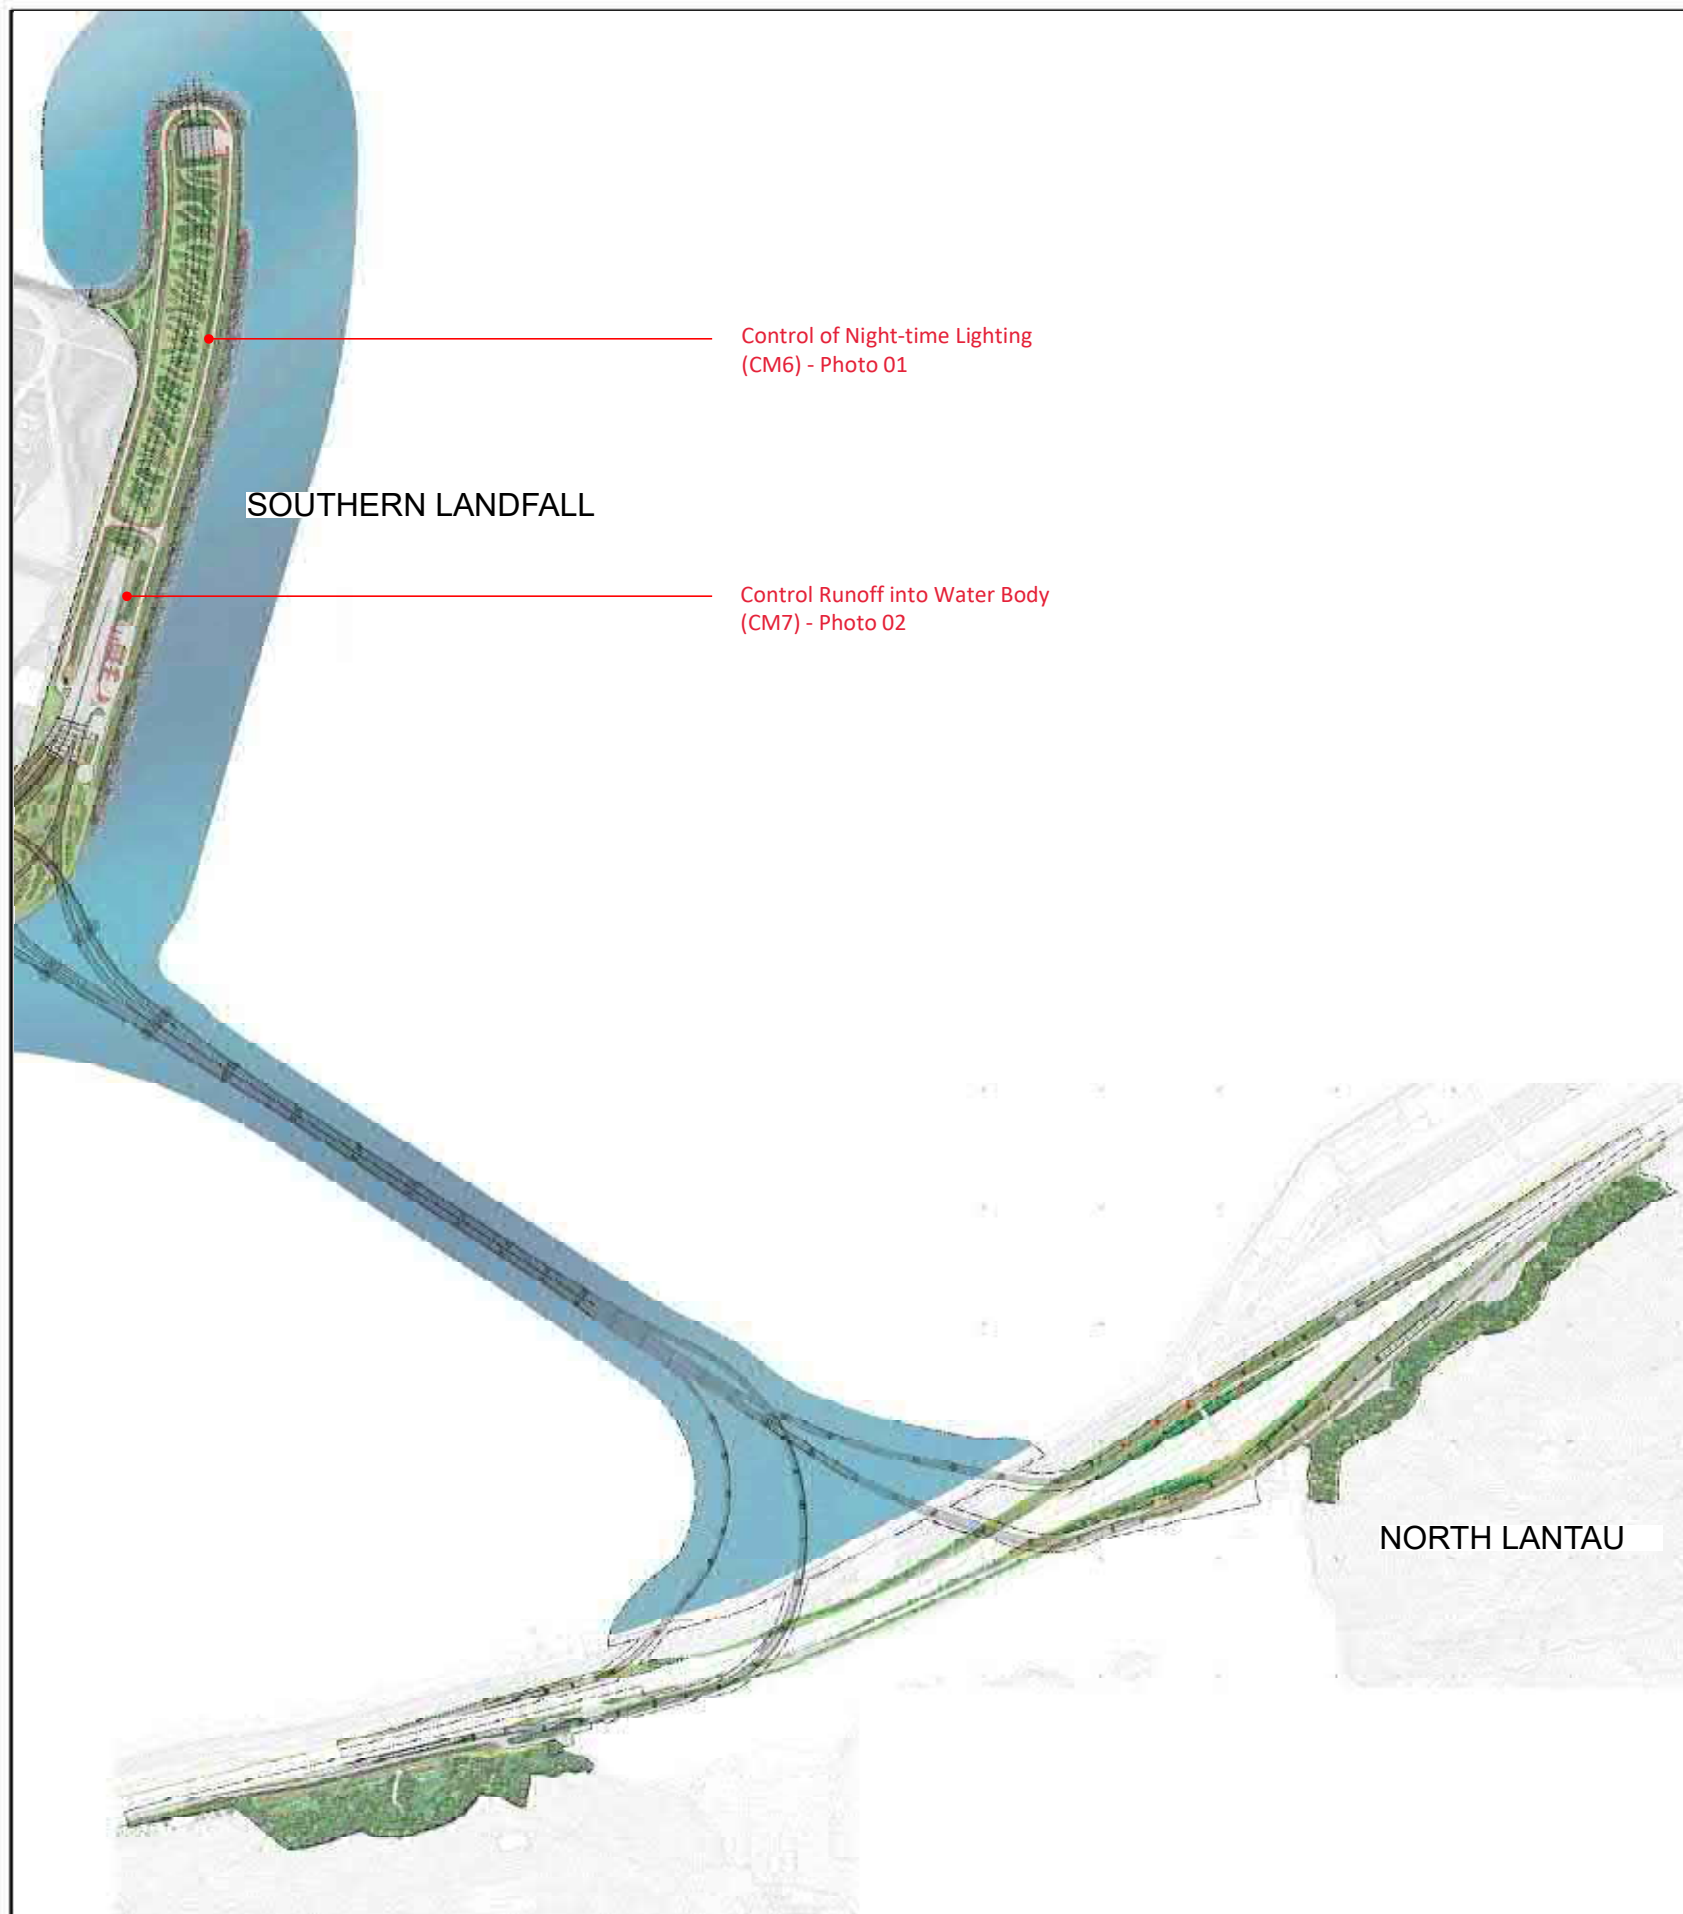 Control of Night-time Lighting
(CM6) - Photo 01
SOUTHERN LANDFALL
Control Runoff into Water Body
(CM7) - Photo 02
NORTH LANTAU